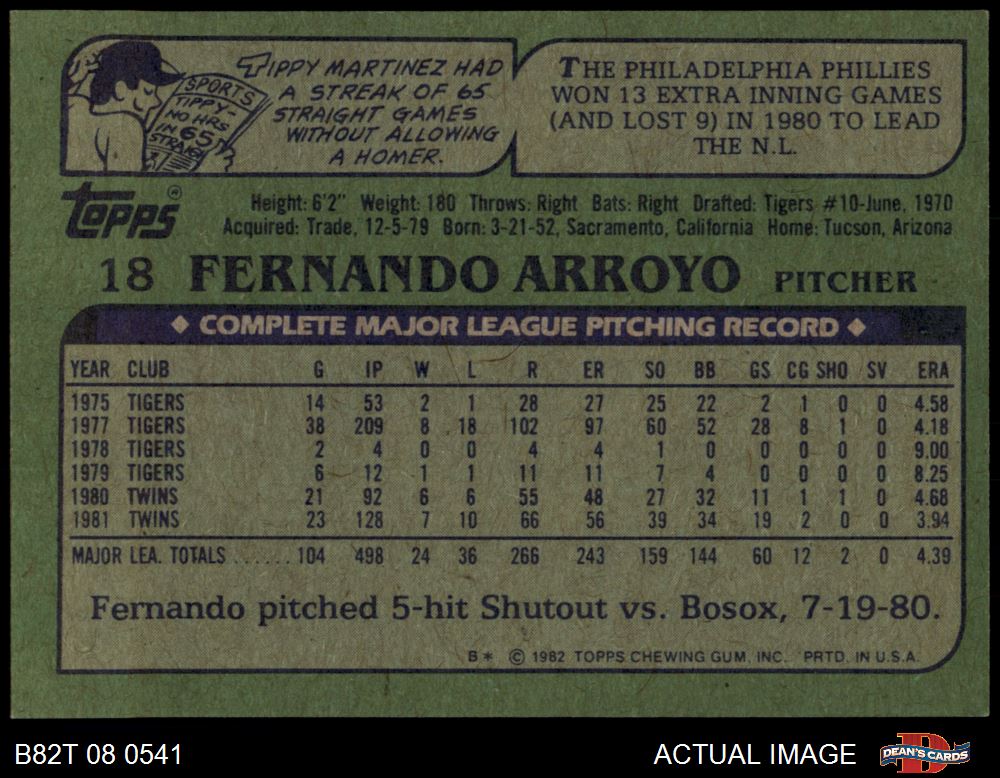 SPORTS
TIPPY-
NO HRS
IN 65
STRAIGHT
TIPPY MARTINEZ HAD
A STREAK OF 65
STRAIGHT GAMES
WITHOUT ALLOWING
A HOMER.
THE PHILADELPHIA PHILLIES
WON 13 EXTRA INNING GAMES
(AND LOST 9) IN 1980 TO LEAD
THE N.L.
Topps®
Height: 6'2" Weight: 180 Throws: Right Bats: Right Drafted: Tigers #10-June, 1970
Acquired: Trade, 12-5-79 Born: 3-21-52, Sacramento, California Home: Tucson, Arizona
18 FERNANDO ARROYO PITCHER
◆ COMPLETE MAJOR LEAGUE PITCHING RECORD ◆
YEAR CLUB G IP W L R ER SO BB GS CG SHO SV ERA
1975 TIGERS 14 53 2 1 28 27 25 22 2 1 0 0 4.58
1977 TIGERS 38 209 8 18 102 97 60 52 28 8 1 0 4.18
1978 TIGERS 2 4 0 0 4 4 1 0 0 0 0 0 9.00
1979 TIGERS 6 12 1 1 11 11 7 4 0 0 0 0 8.25
1980 TWINS 21 92 6 6 55 48 27 32 11 1 1 0 4.68
1981 TWINS 23 128 7 10 66 56 39 34 19 2 0 0 3.94
MAJOR LEA. TOTALS ...... 104 498 24 36 266 243 159 144 60 12 2 0 4.39
Fernando pitched 5-hit Shutout vs. Bosox, 7-19-80.
B* © 1982 TOPPS CHEWING GUM, INC. PRTD. IN U.S.A.
B82T 08 0541
ACTUAL IMAGE
DEAN'S CARDS